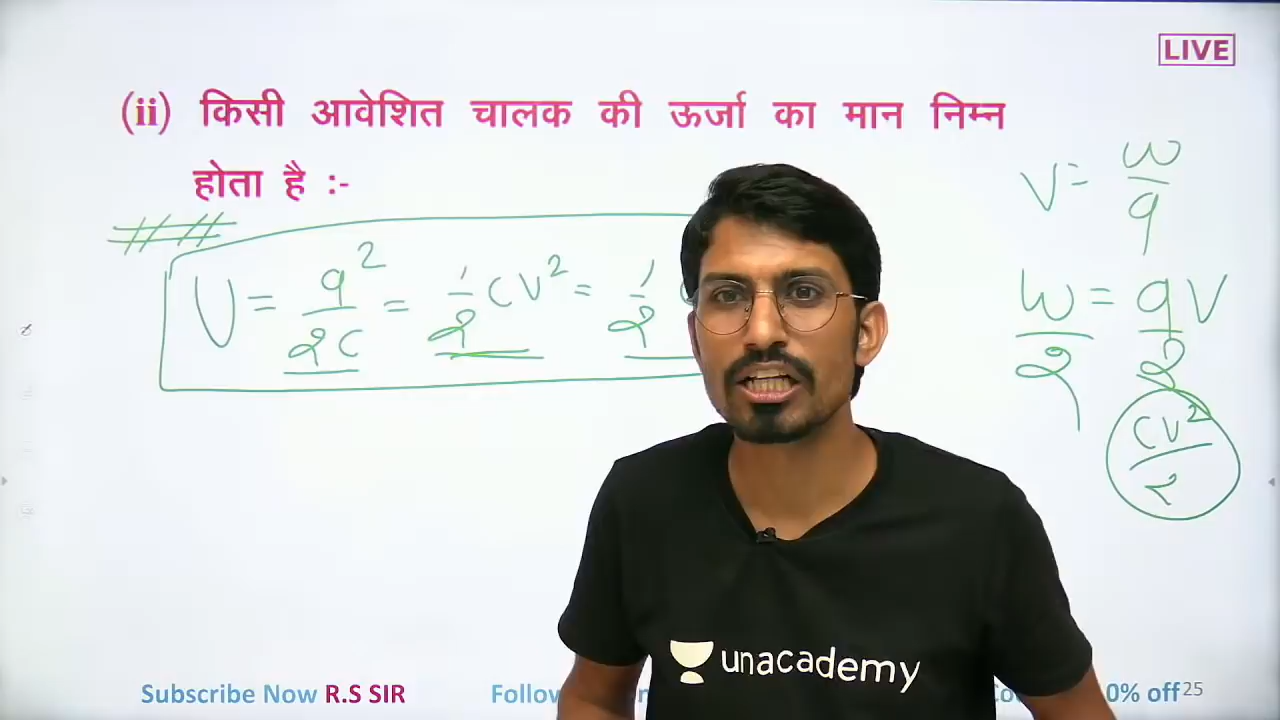 LIVE
(ii) किसी आवेशित चालक की ऊर्जा का मान निम्न
होता है :-
U = q²/2C = 1/2 CV² = 1/2
V = W/q
W/2 = qV/2
CV²/2
unacademy
Subscribe Now R.S SIR
Follow
0% off
25